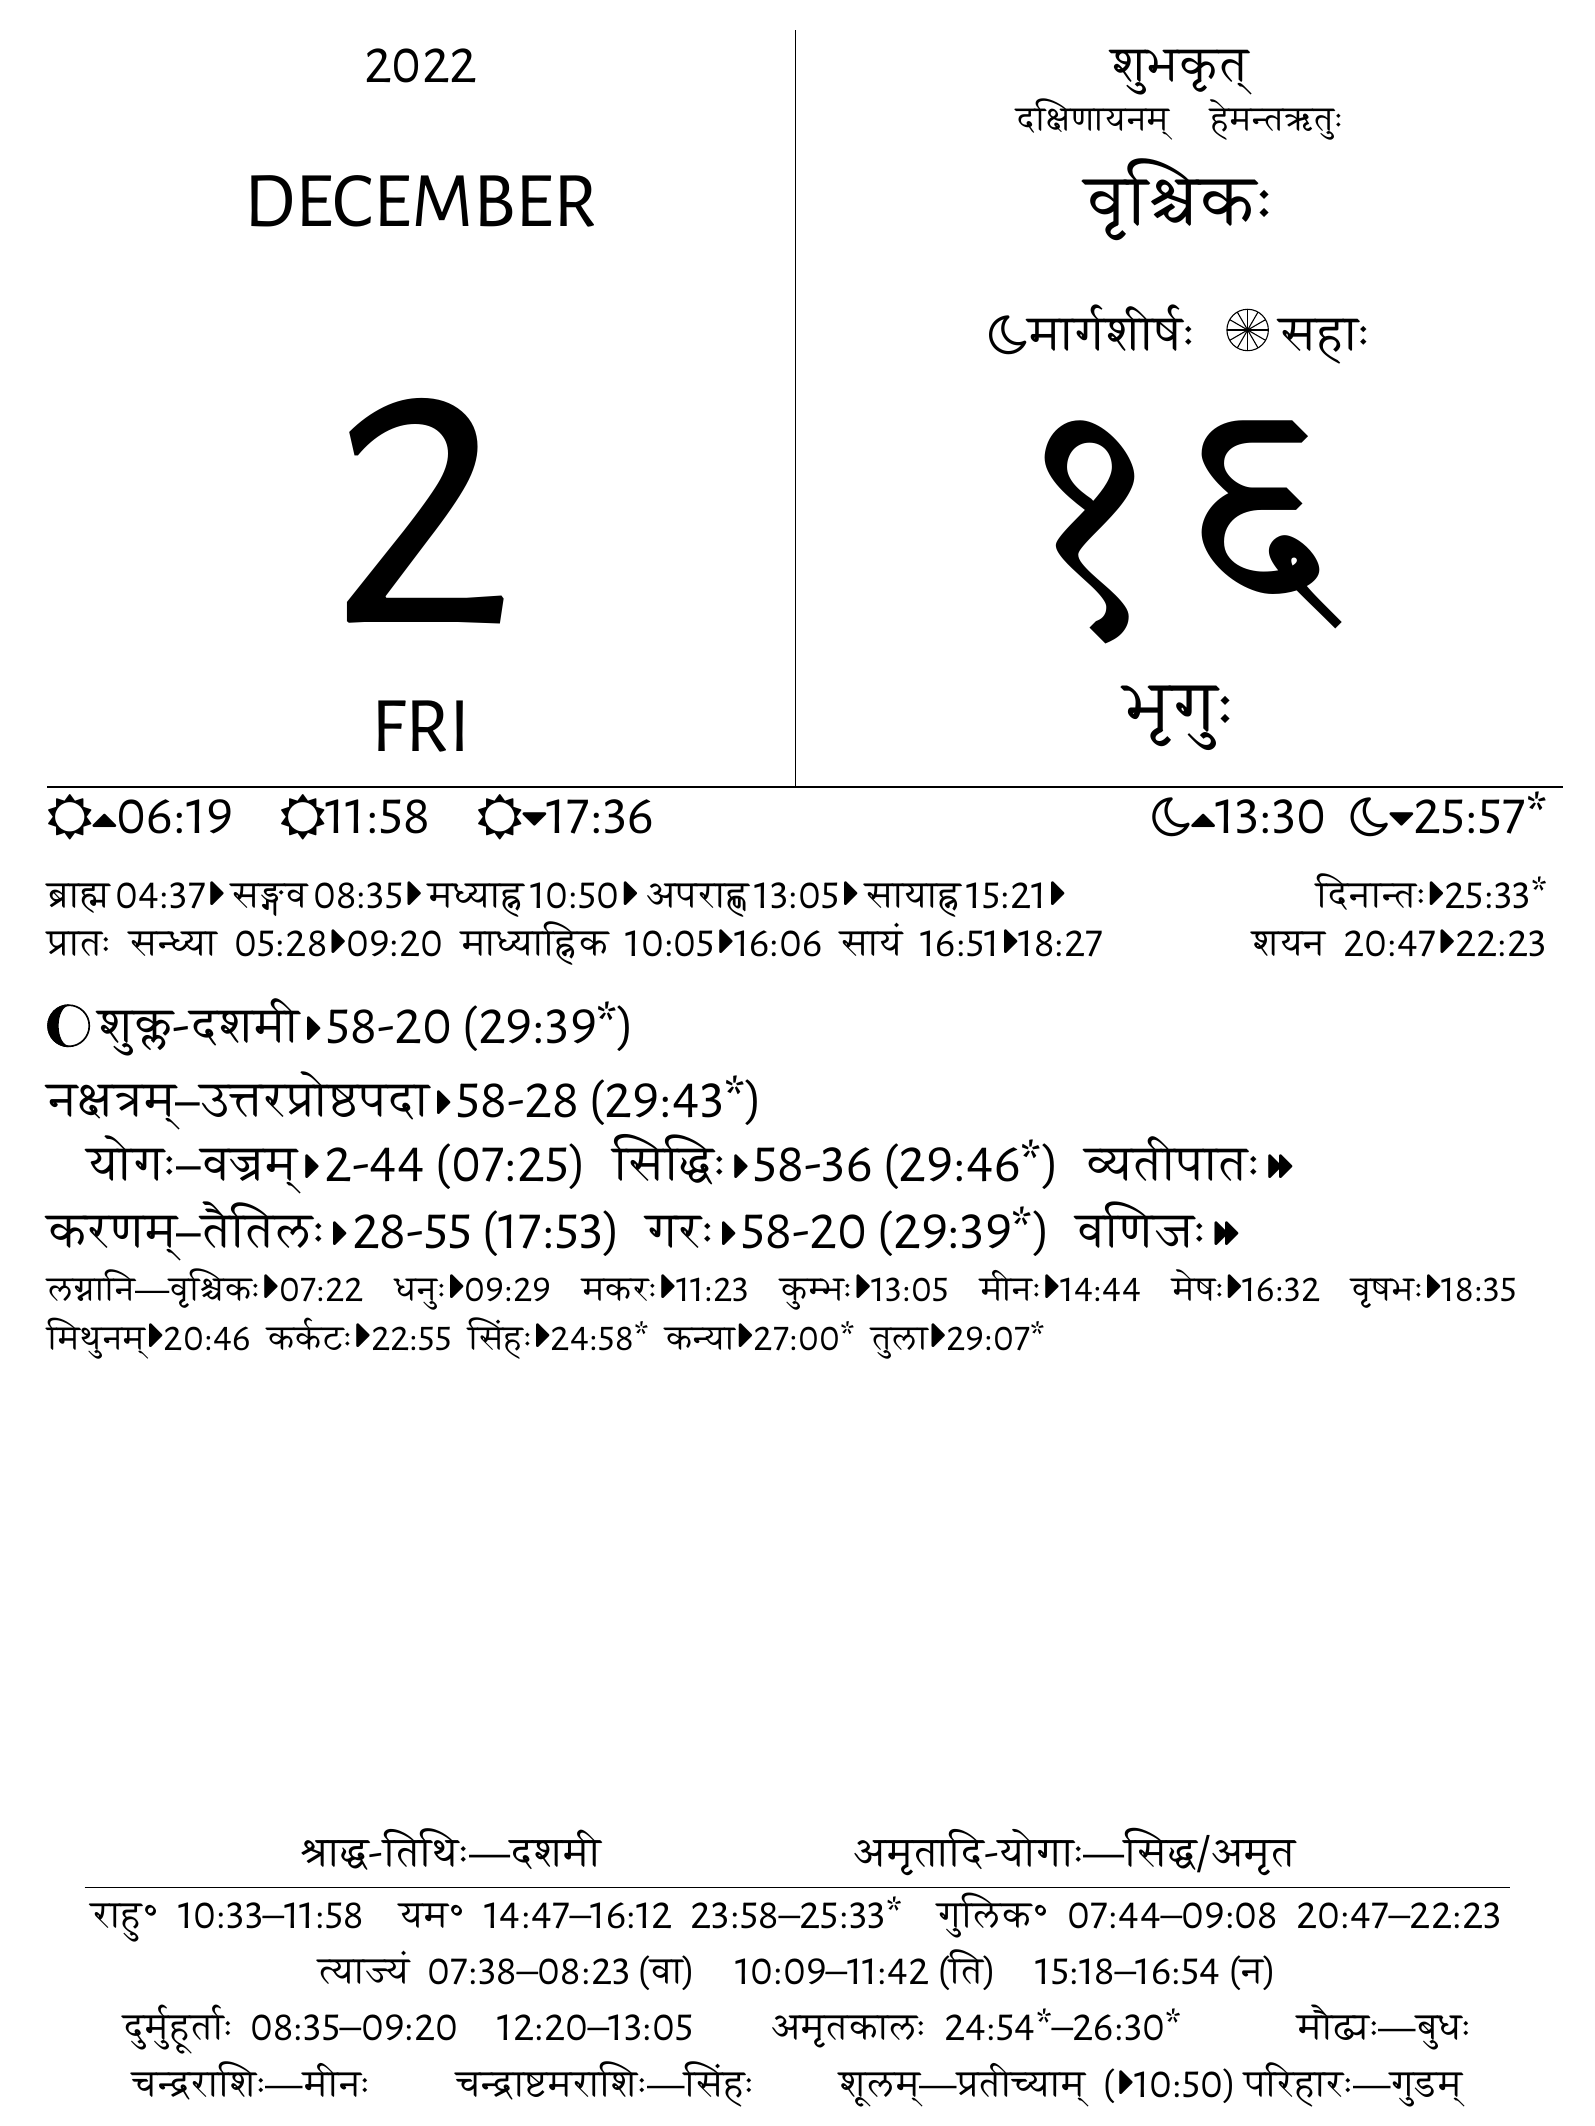 2022
DECEMBER
2
FRI
शुभकृत्
दक्षिणायनम् हेमन्तऋतुः
वृश्चिकः
मार्गशीर्षः सहाः
१६
भृगुः
06:19 11:58 17:36 13:30 25:57*
ब्राह्म 04:37 सङ्गव 08:35 मध्याह्न 10:50 अपराह्ण 13:05 सायाह्न 15:21 दिनान्तः 25:33*
प्रातः सन्ध्या 05:28 09:20 माध्याह्निक 10:05 16:06 सायं 16:51 18:27 शयन 20:47 22:23
शुक्ल-दशमी 58-20 (29:39*)
नक्षत्रम्–उत्तरप्रोष्ठपदा 58-28 (29:43*)
योगः–वज्रम् 2-44 (07:25) सिद्धिः 58-36 (29:46*) व्यतीपातः
करणम्–तैतिलः 28-55 (17:53) गरः 58-20 (29:39*) वणिजः
लग्नानि—वृश्चिकः 07:22 धनुः 09:29 मकरः 11:23 कुम्भः 13:05 मीनः 14:44 मेषः 16:32 वृषभः 18:35
मिथुनम् 20:46 कर्कटः 22:55 सिंहः 24:58* कन्या 27:00* तुला 29:07*
श्राद्ध-तिथिः—दशमी अमृतादि-योगाः—सिद्ध/अमृत
राहु॰ 10:33–11:58 यम॰ 14:47–16:12 23:58–25:33* गुलिक॰ 07:44–09:08 20:47–22:23
त्याज्यं 07:38–08:23 (वा) 10:09–11:42 (ति) 15:18–16:54 (न)
दुर्मुहूर्ताः 08:35–09:20 12:20–13:05 अमृतकालः 24:54*–26:30* मौढ्यः—बुधः
चन्द्रराशिः—मीनः चन्द्राष्टमराशिः—सिंहः शूलम्—प्रतीच्याम् (10:50) परिहारः—गुडम्